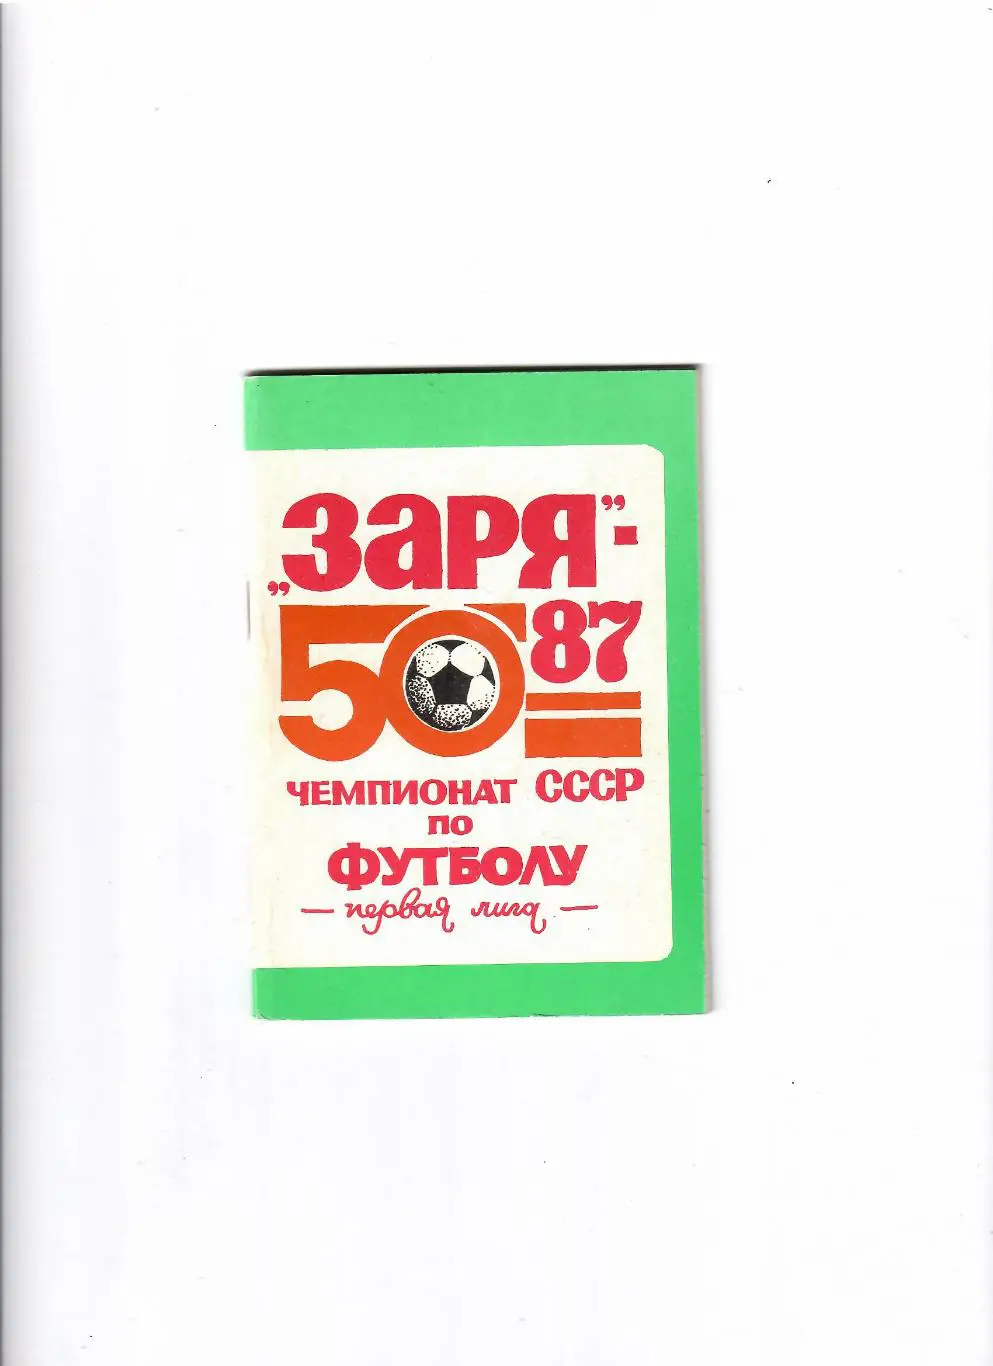 „ЗАРЯ”-
50 87
ЧЕМПИОНАТ СССР
ПО
ФУТБОЛУ
— первая лига —